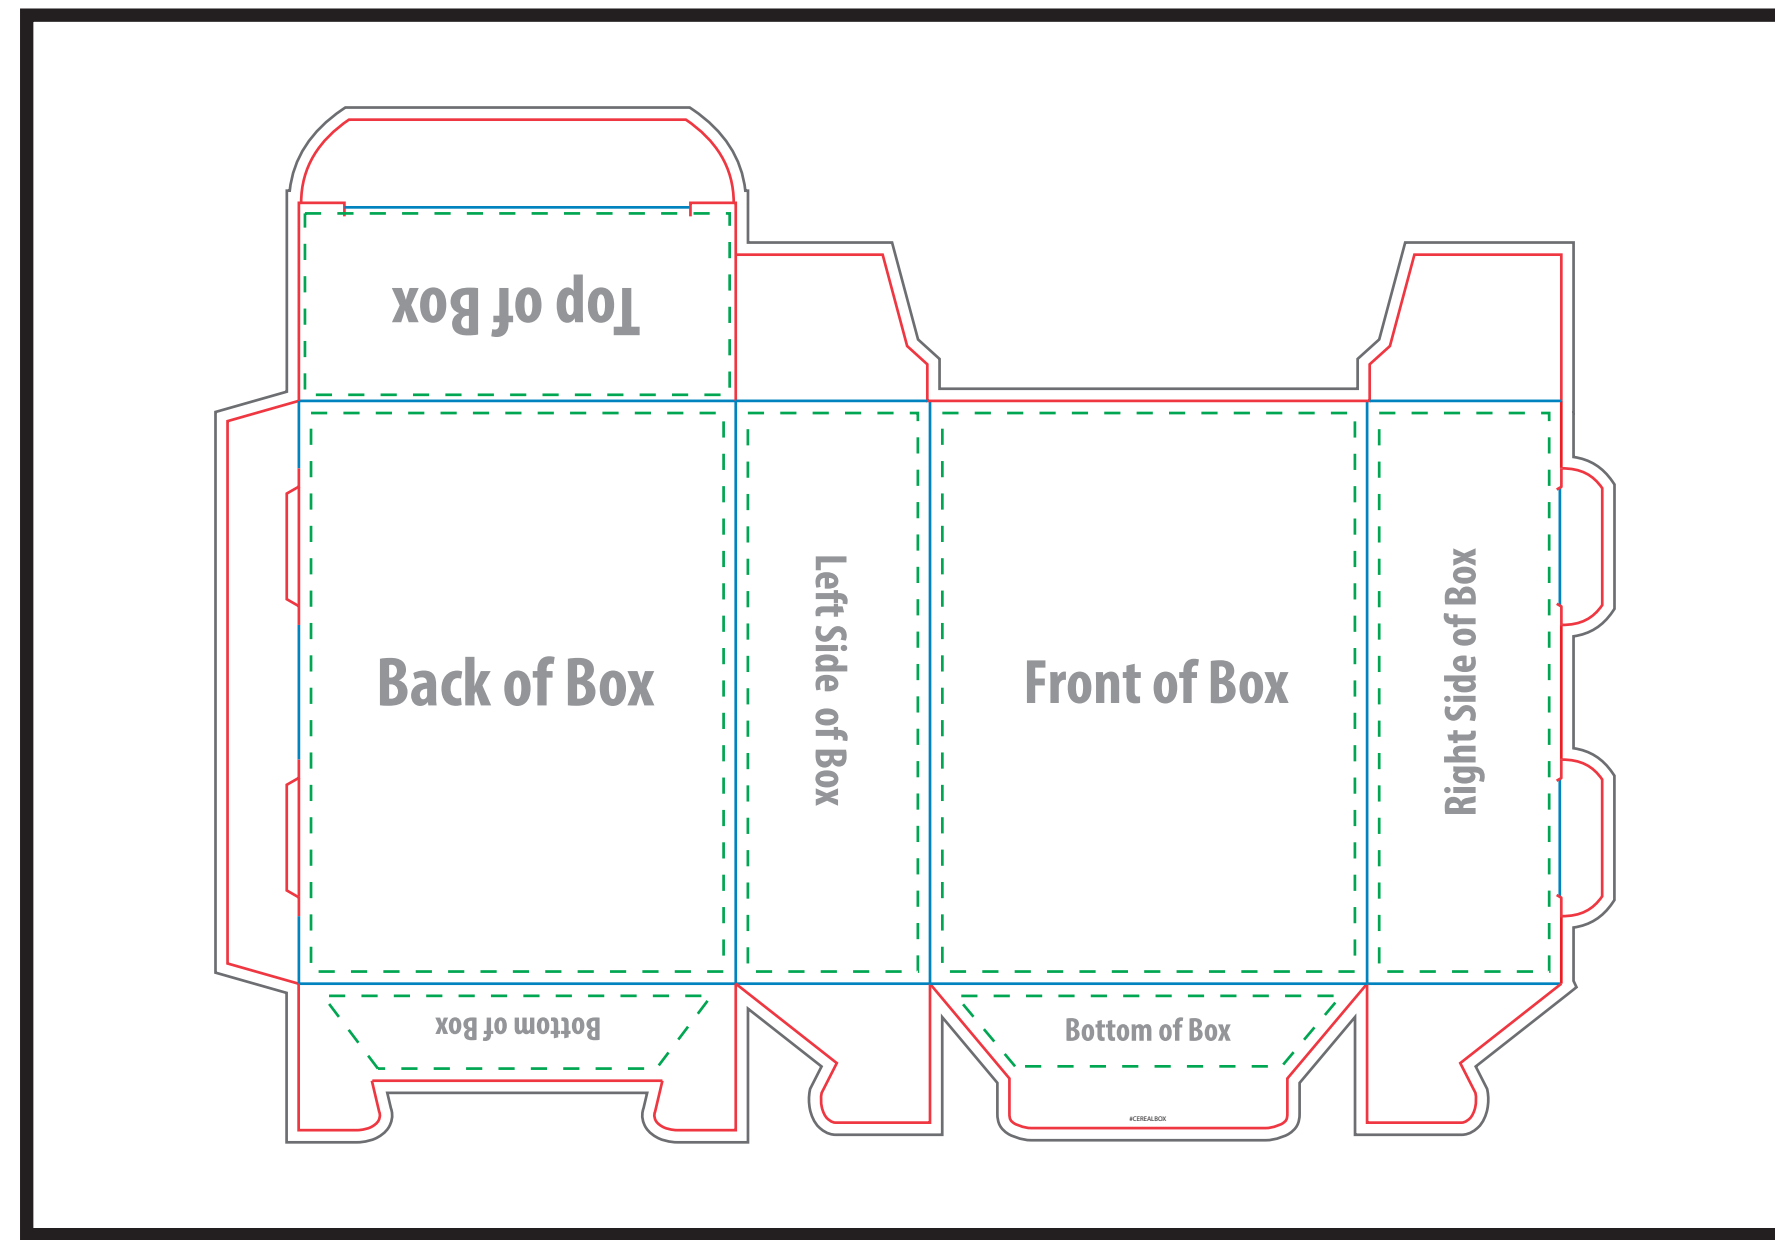 Top of Box
Back of Box
Left Side of Box
Front of Box
Right Side of Box
Bottom of Box
Bottom of Box
#CEREALBOX